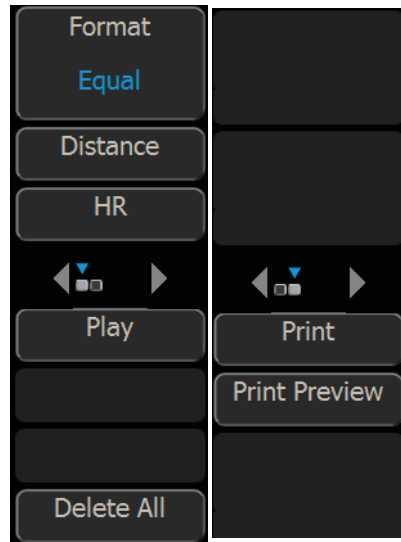 Format
Equal
Distance
HR
Play
Delete All
Print
Print Preview